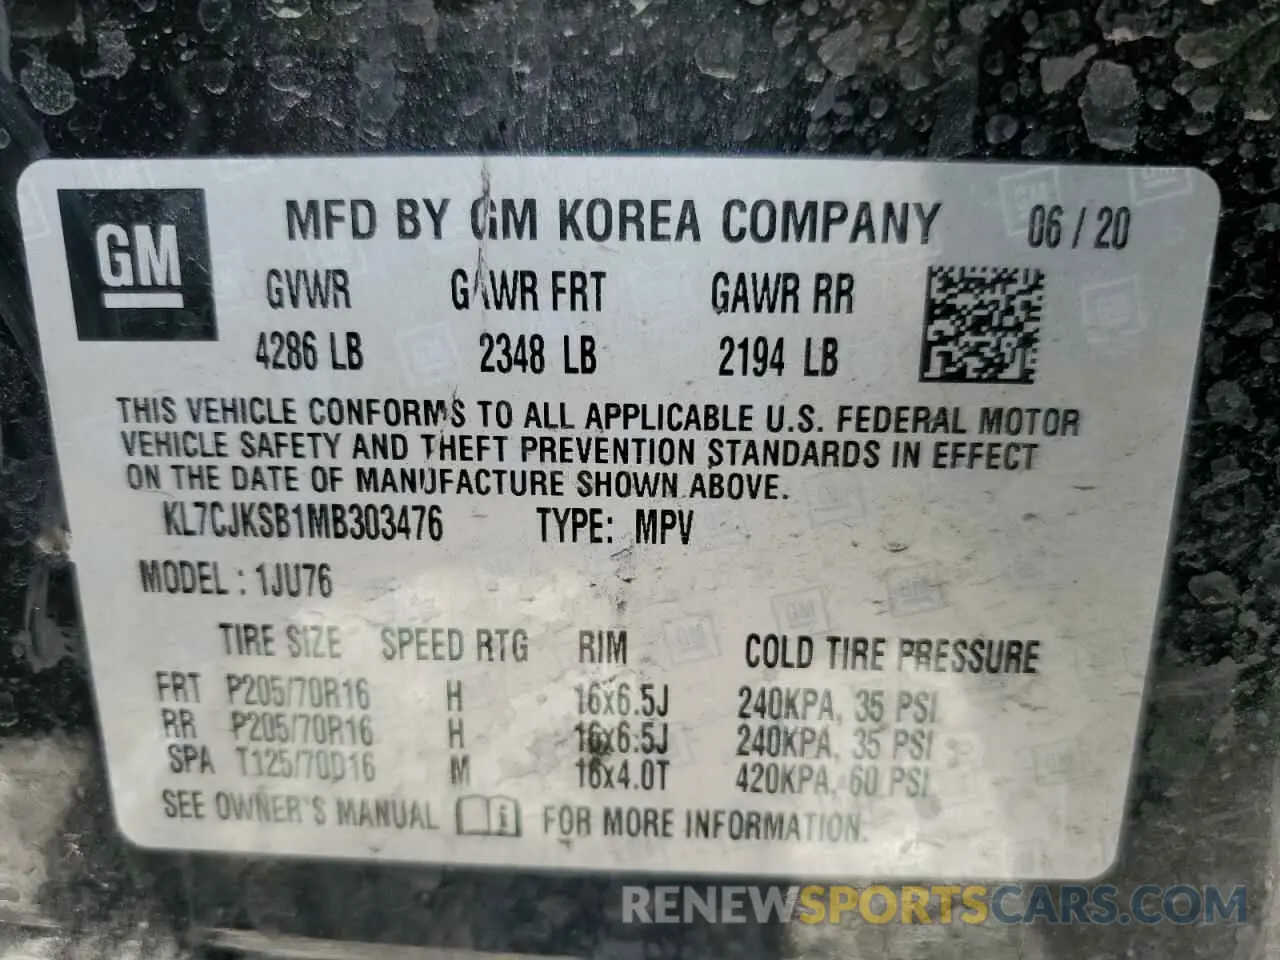 GM
MFD BY GM KOREA COMPANY 06 / 20
GVWR GAWR FRT GAWR RR
4286 LB 2348 LB 2194 LB
THIS VEHICLE CONFORMS TO ALL APPLICABLE U.S. FEDERAL MOTOR
VEHICLE SAFETY AND THEFT PREVENTION STANDARDS IN EFFECT
ON THE DATE OF MANUFACTURE SHOWN ABOVE.
KL7CJKSB1MB303476 TYPE: MPV
MODEL : 1JU76
TIRE SIZE SPEED RTG RIM COLD TIRE PRESSURE
FRT P205/70R16 H 16x6.5J 240KPA, 35 PSI
RR P205/70R16 H 16x6.5J 240KPA, 35 PSI
SPA T125/70D16 M 16x4.0T 420KPA, 60 PSI
SEE OWNER'S MANUAL FOR MORE INFORMATION.
RENEWSPORTSCARS.COM